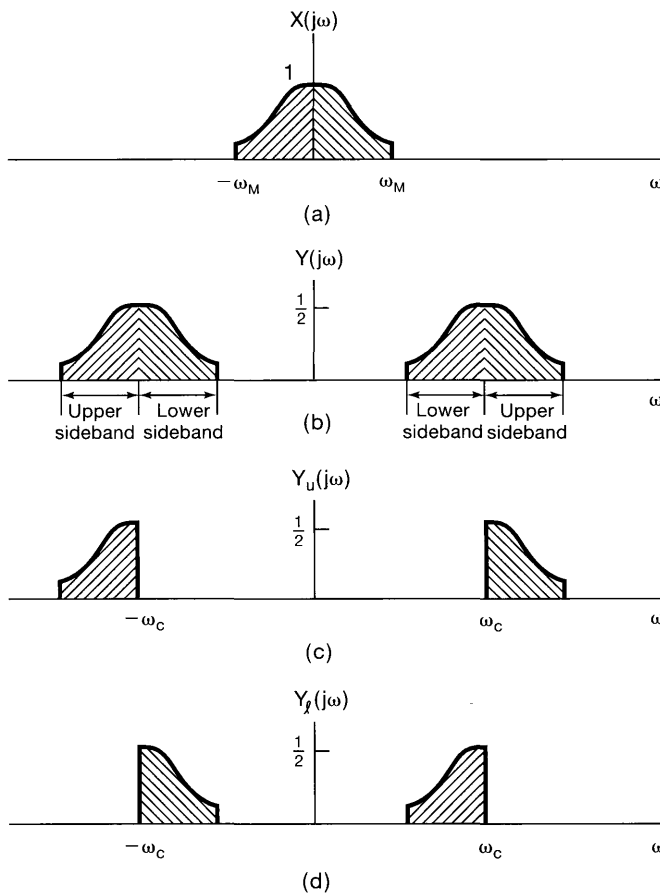 X(jω)
1
−ω_M ω_M ω
(a)
Y(jω)
1/2
ω
Upper sideband Lower sideband Lower sideband Upper sideband
(b)
Y_u(jω)
1/2
−ω_c ω_c ω
(c)
Y_ℓ(jω)
1/2
−ω_c ω_c ω
(d)